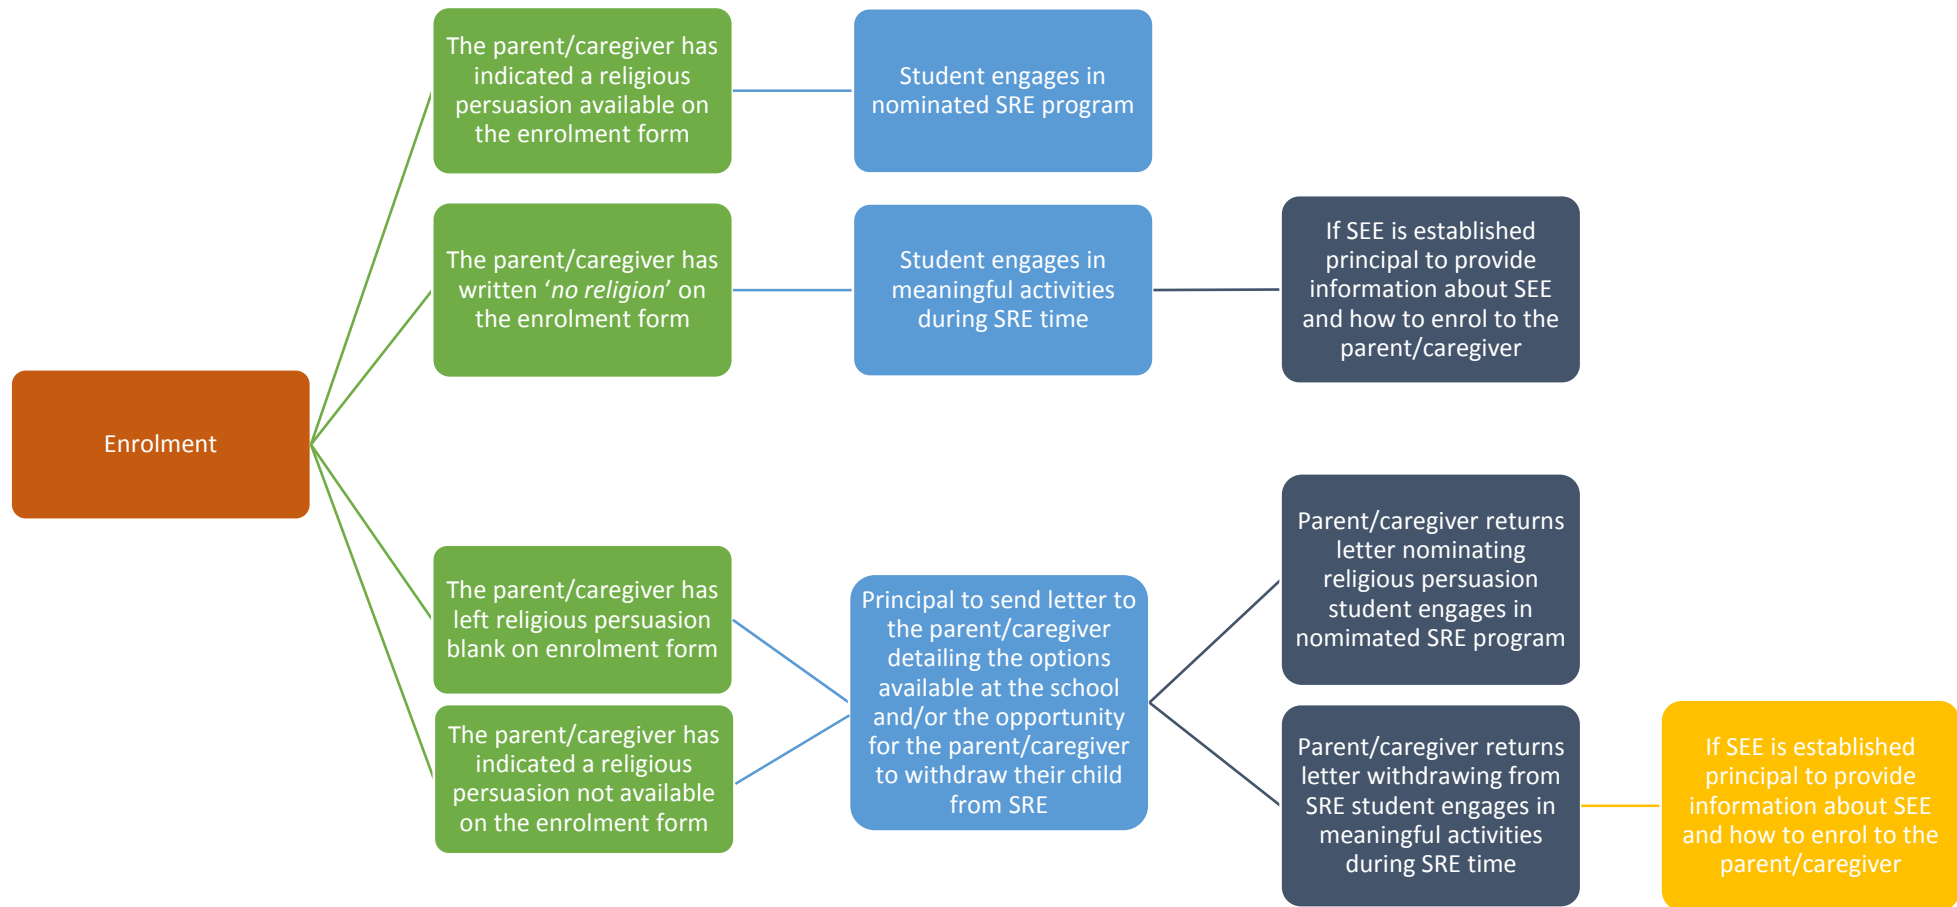 Enrolment
The parent/caregiver has
indicated a religious
persuasion available on
the enrolment form
Student engages in
nominated SRE program
The parent/caregiver has
written ‘no religion’ on
the enrolment form
Student engages in
meaningful activities
during SRE time
If SEE is established
principal to provide
information about SEE
and how to enrol to the
parent/caregiver
The parent/caregiver has
left religious persuasion
blank on enrolment form
The parent/caregiver has
indicated a religious
persuasion not available
on the enrolment form
Principal to send letter to
the parent/caregiver
detailing the options
available at the school
and/or the opportunity
for the parent/caregiver
to withdraw their child
from SRE
Parent/caregiver returns
letter nominating
religious persuasion
student engages in
nomimated SRE program
Parent/caregiver returns
letter withdrawing from
SRE student engages in
meaningful activities
during SRE time
If SEE is established
principal to provide
information about SEE
and how to enrol to the
parent/caregiver